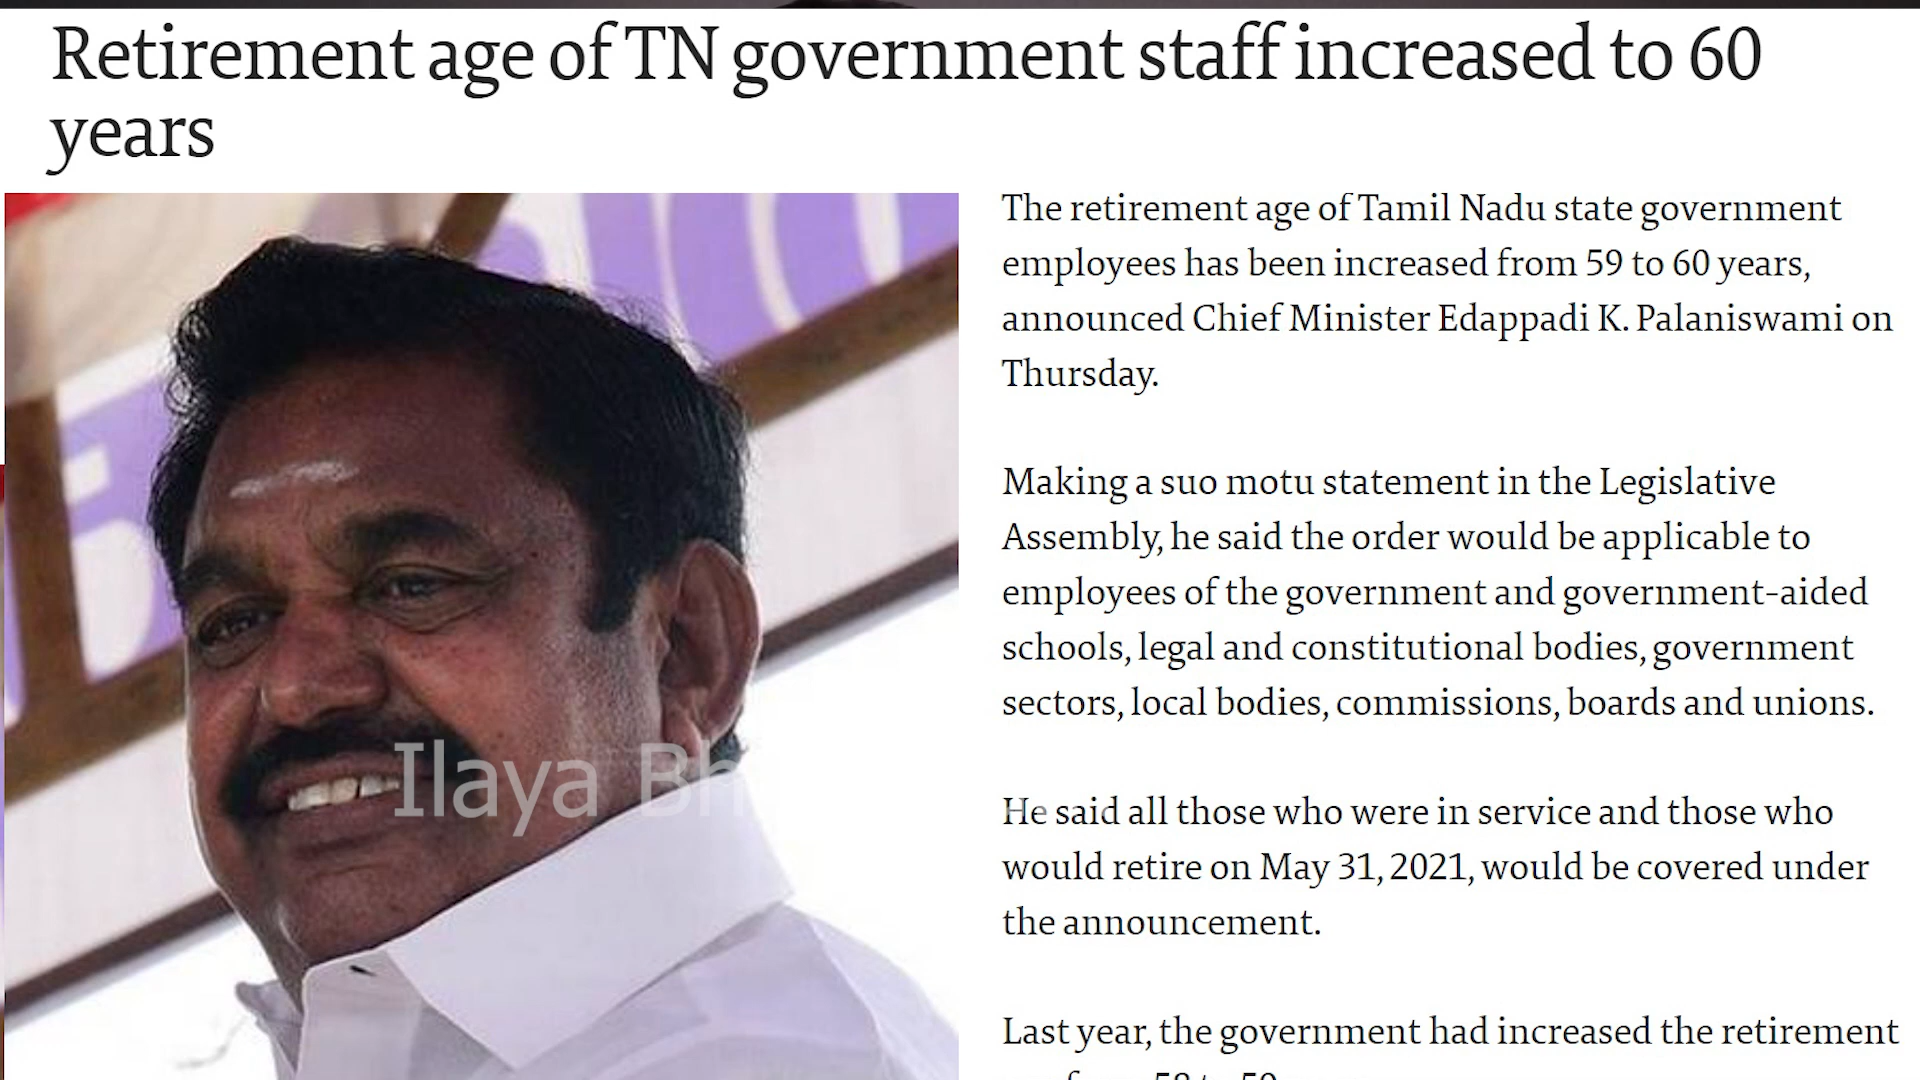 Retirement age of TN government staff increased to 60
years
The retirement age of Tamil Nadu state government
employees has been increased from 59 to 60 years,
announced Chief Minister Edappadi K. Palaniswami on
Thursday.
Making a suo motu statement in the Legislative
Assembly, he said the order would be applicable to
employees of the government and government-aided
schools, legal and constitutional bodies, government
sectors, local bodies, commissions, boards and unions.
He said all those who were in service and those who
would retire on May 31, 2021, would be covered under
the announcement.
Last year, the government had increased the retirement
Ilaya